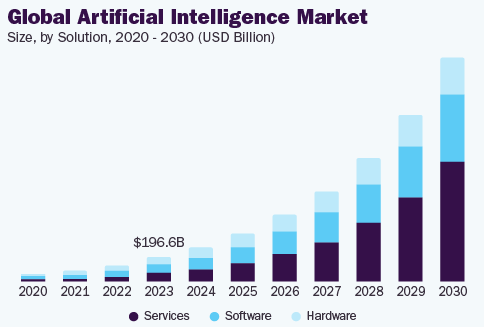 Global Artificial Intelligence Market
Size, by Solution, 2020 - 2030 (USD Billion)
$196.6B
2020 2021 2022 2023 2024 2025 2026 2027 2028 2029 2030
Services Software Hardware